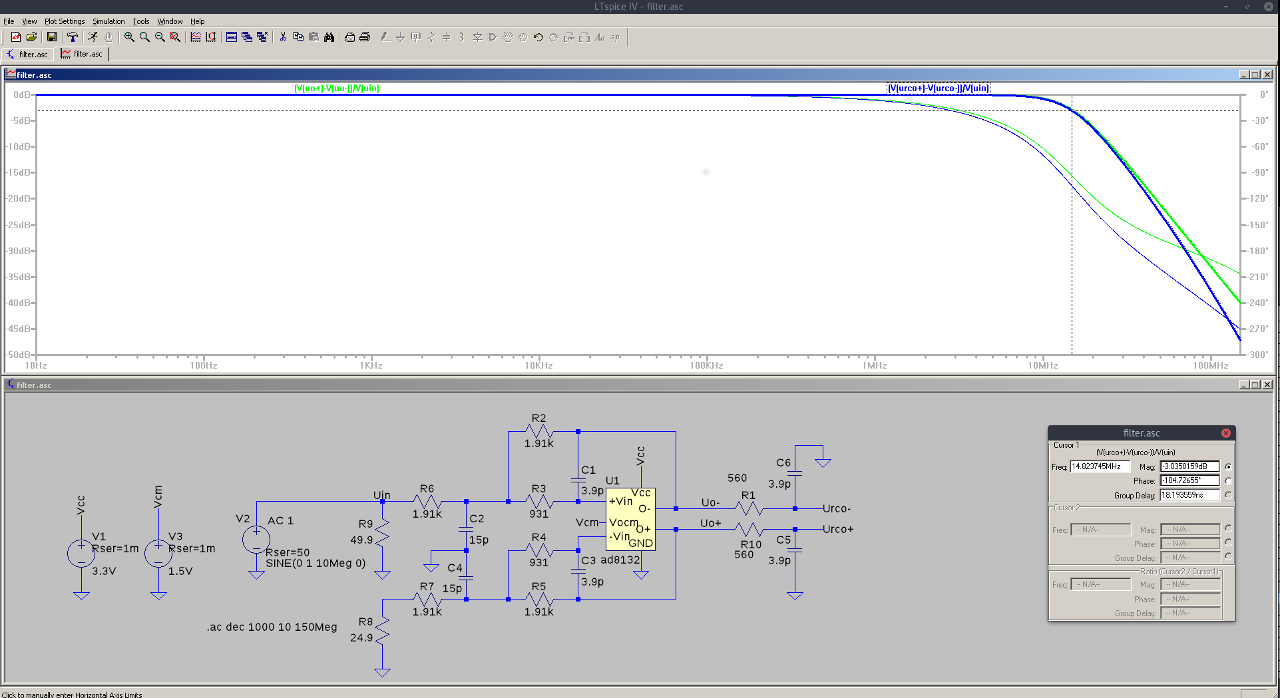 LTspice IV - filter.asc
File View Plot Settings Simulation Tools Window Help
filter.asc filter.asc
filter.asc
(V(uo+)-V(uo-))/V(uin) (V(urco+)-V(urco-))/V(uin)
0dB 0°
-5dB -30°
-10dB -60°
-15dB -90°
-20dB -120°
-25dB -150°
-30dB -180°
-35dB -210°
-40dB -240°
-45dB -270°
-50dB 300°
10Hz 100Hz 1KHz 10KHz 100KHz 1MHz 10MHz 100MHz
filter.asc
Vcc
V1
Rser=1m
3.3V
Vcm
V3
Rser=1m
1.5V
V2
AC 1
Rser=50
SINE(0 1 10Meg 0)
Uin
R9
49.9
R8
24.9
.ac dec 1000 10 150Meg
R6
1.91k
R7
1.91k
C2
15p
C4
15p
R2
1.91k
R3
931
R4
931
R5
1.91k
C1
3.9p
C3
3.9p
Vcc
U1
Vcc
+Vin O-
Vcm Vocm
O+
-Vin
GND
ad8132
Uo-
Uo+
560
R1
R10
560
C6
3.9p
C5
3.9p
Urco-
Urco+
filter.asc
Cursor 1
(V(urco+)-V(urco-))/V(uin)
Freq: 14.823745MHz Mag: -3.0350159dB
Phase: -104.72655°
Group Delay: 18.193559ns
Cursor 2
Freq: -- N/A-- Mag: -- N/A--
Phase: -- N/A--
Group Delay: -- N/A--
Ratio (Cursor2 / Cursor1)
Freq: -- N/A-- Mag: -- N/A--
Phase: -- N/A--
Group Delay: -- N/A--
Click to manually enter Horizontal Axis Limits